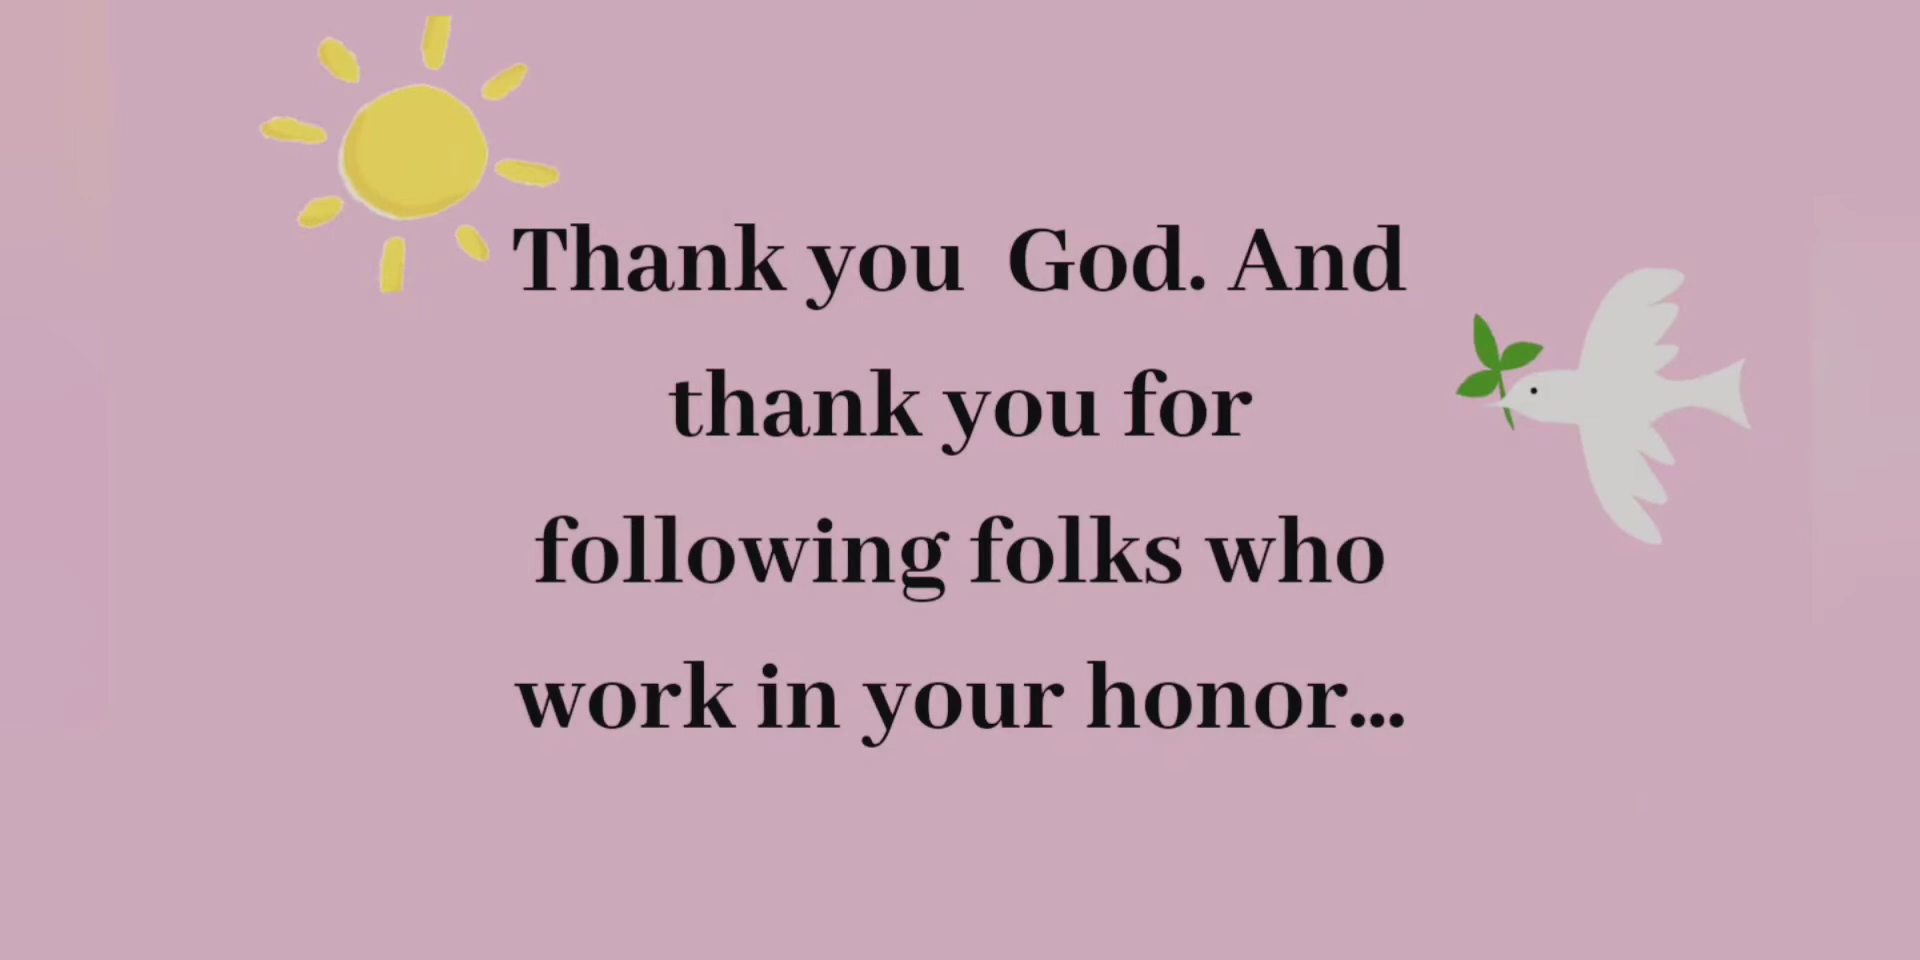 Thank you  God. And
thank you for
following folks who
work in your honor...